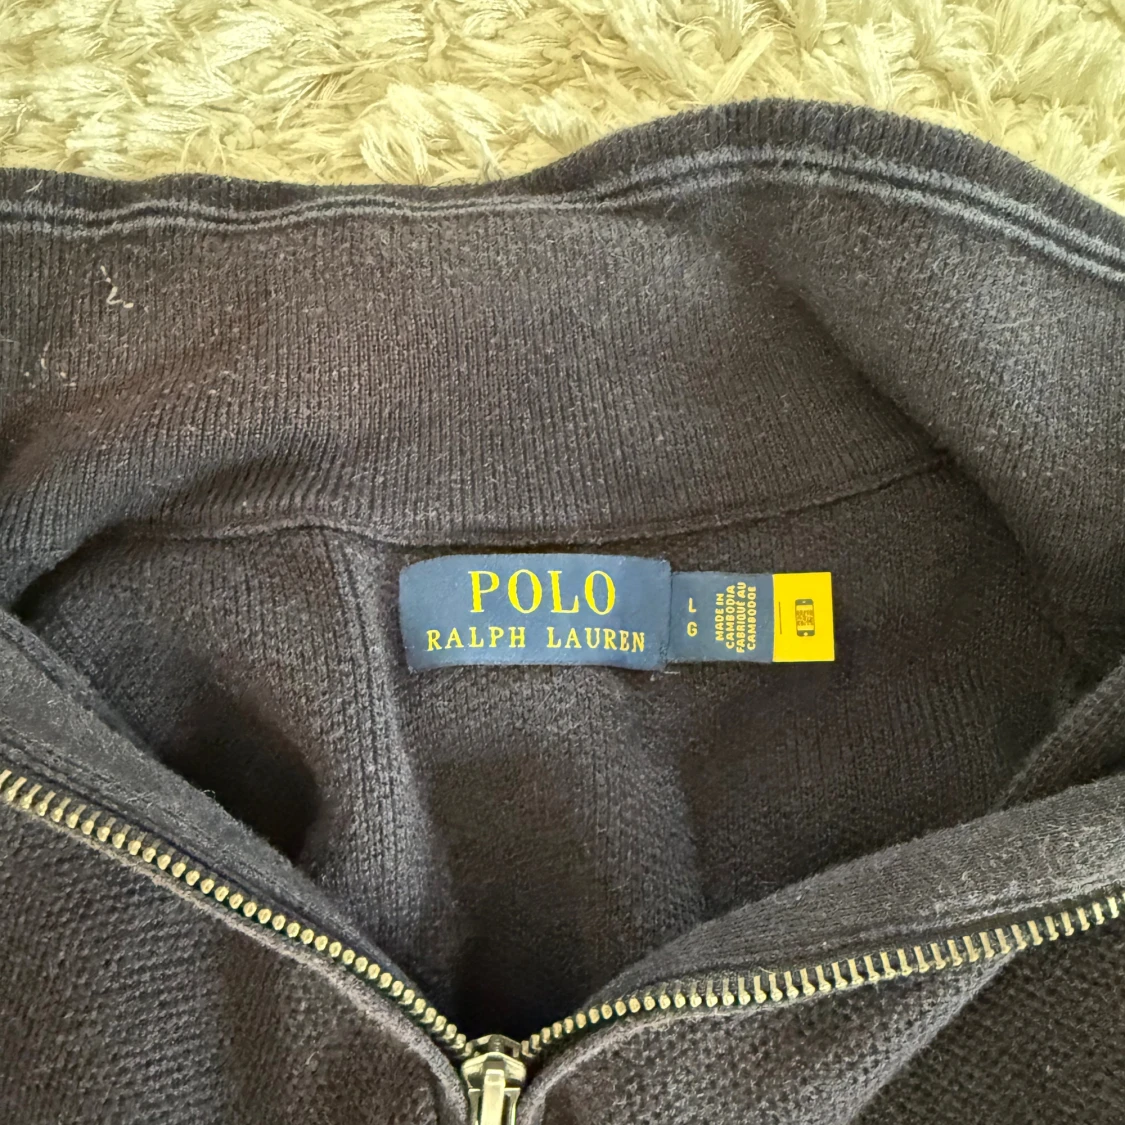 POLO
RALPH LAUREN
L
G
MADE IN
CAMBODIA
FABRIQUÉ AU
CAMBODGE